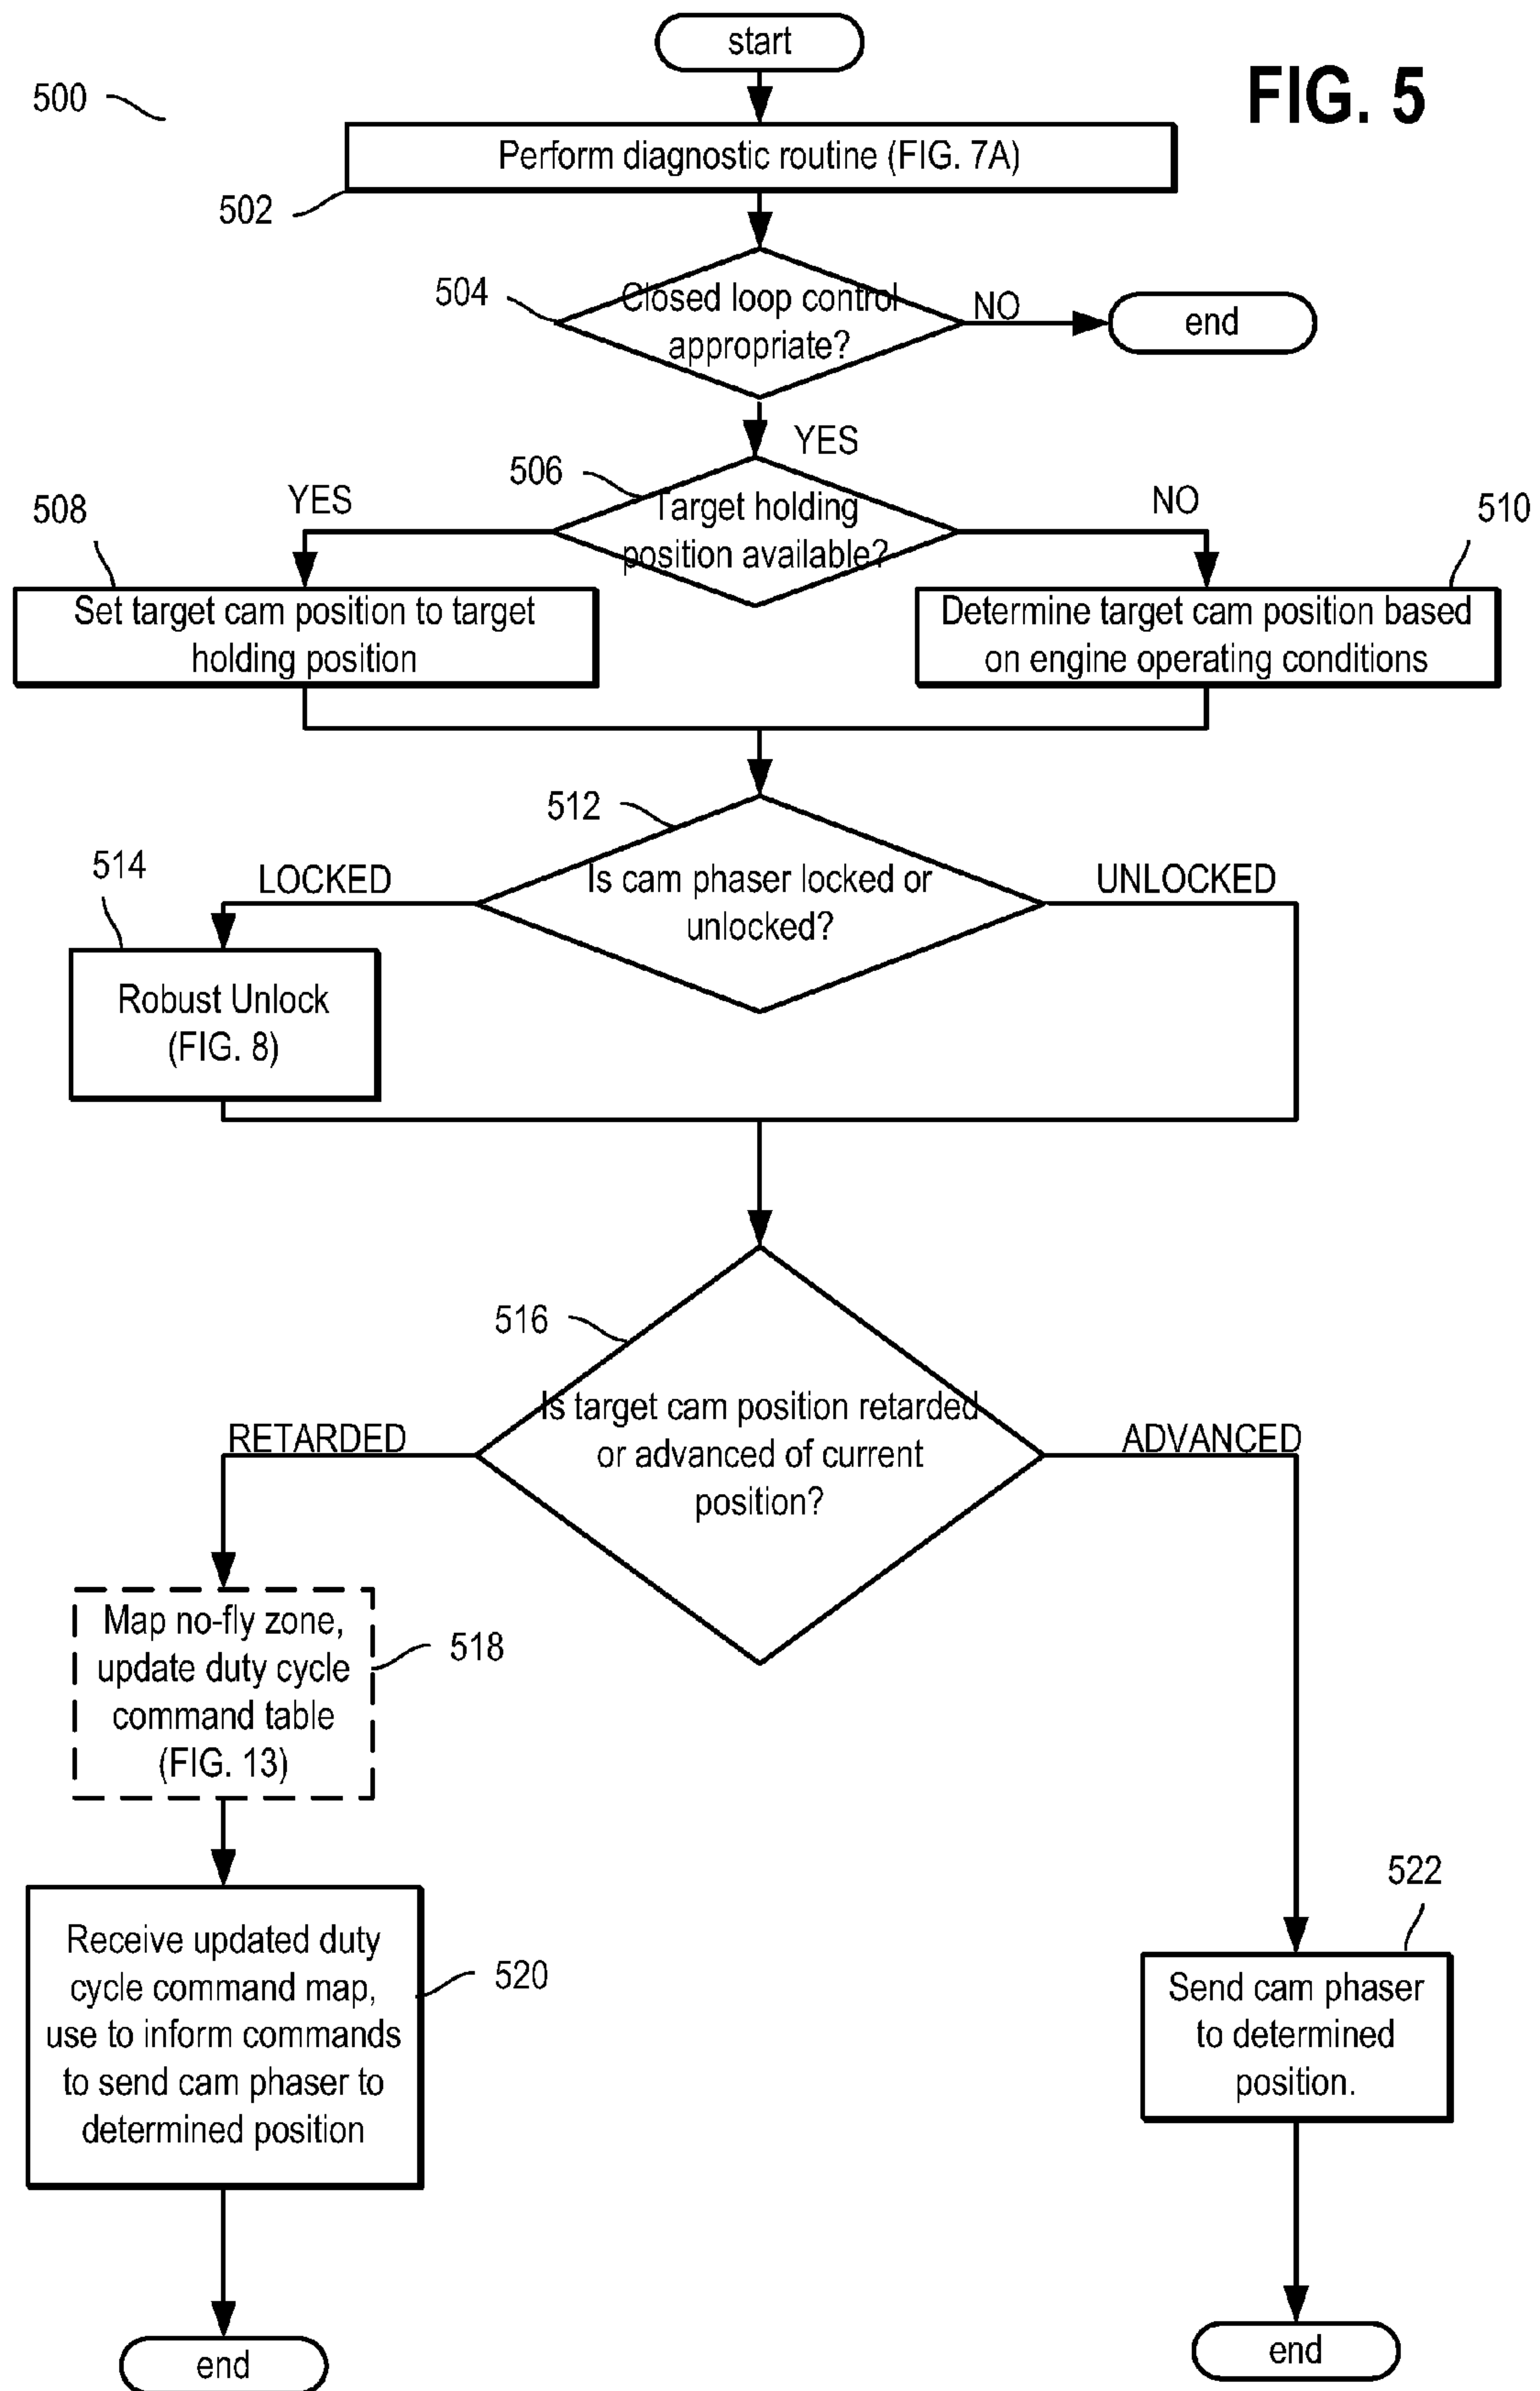 start
FIG. 5
500
Perform diagnostic routine (FIG. 7A)
502
504
Closed loop control
appropriate?
NO
end
YES
506
Target holding
position available?
YES
NO
508
510
Set target cam position to target
holding position
Determine target cam position based
on engine operating conditions
512
Is cam phaser locked or
unlocked?
LOCKED
UNLOCKED
514
Robust Unlock
(FIG. 8)
516
Is target cam position retarded
or advanced of current
position?
RETARDED
ADVANCED
Map no-fly zone,
update duty cycle
command table
(FIG. 13)
518
522
Receive updated duty
cycle command map,
use to inform commands
to send cam phaser to
determined position
520
Send cam phaser
to determined
position.
end
end